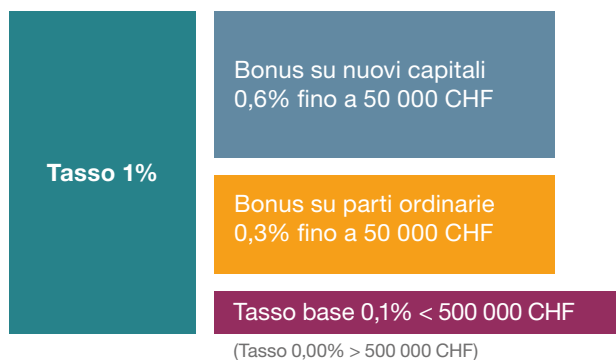 Tasso 1%
Bonus su nuovi capitali
0,6% fino a 50 000 CHF
Bonus su parti ordinarie
0,3% fino a 50 000 CHF
Tasso base 0,1% < 500 000 CHF
(Tasso 0,00% > 500 000 CHF)